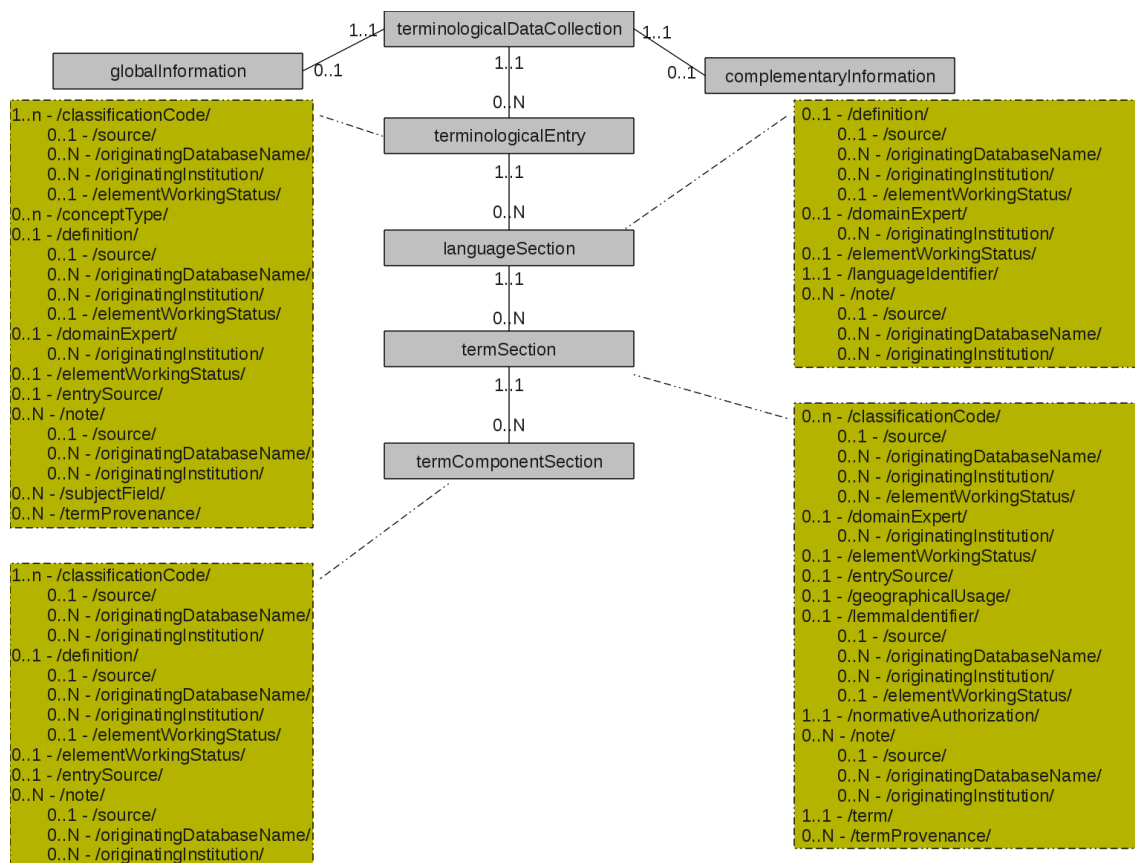 terminologicalDataCollection
1..1
1..1
globalInformation
0..1
1..1
0..1
complementaryInformation
0..N
terminologicalEntry
1..1
0..N
languageSection
1..1
0..N
termSection
1..1
0..N
termComponentSection
1..n - /classificationCode/
0..1 - /source/
0..N - /originatingDatabaseName/
0..N - /originatingInstitution/
0..1 - /elementWorkingStatus/
0..n - /conceptType/
0..1 - /definition/
0..1 - /source/
0..N - /originatingDatabaseName/
0..N - /originatingInstitution/
0..1 - /elementWorkingStatus/
0..1 - /domainExpert/
0..N - /originatingInstitution/
0..1 - /elementWorkingStatus/
0..1 - /entrySource/
0..N - /note/
0..1 - /source/
0..N - /originatingDatabaseName/
0..N - /originatingInstitution/
0..N - /subjectField/
0..N - /termProvenance/
1..n - /classificationCode/
0..1 - /source/
0..N - /originatingDatabaseName/
0..N - /originatingInstitution/
0..1 - /definition/
0..1 - /source/
0..N - /originatingDatabaseName/
0..N - /originatingInstitution/
0..1 - /elementWorkingStatus/
0..1 - /elementWorkingStatus/
0..1 - /entrySource/
0..N - /note/
0..1 - /source/
0..N - /originatingDatabaseName/
0..N - /originatingInstitution/
0..1 - /definition/
0..1 - /source/
0..N - /originatingDatabaseName/
0..N - /originatingInstitution/
0..1 - /elementWorkingStatus/
0..1 - /domainExpert/
0..N - /originatingInstitution/
0..1 - /elementWorkingStatus/
1..1 - /languageIdentifier/
0..N - /note/
0..1 - /source/
0..N - /originatingDatabaseName/
0..N - /originatingInstitution/
0..n - /classificationCode/
0..1 - /source/
0..N - /originatingDatabaseName/
0..N - /originatingInstitution/
0..N - /elementWorkingStatus/
0..1 - /domainExpert/
0..N - /originatingInstitution/
0..1 - /elementWorkingStatus/
0..1 - /entrySource/
0..1 - /geographicalUsage/
0..1 - /lemmaIdentifier/
0..1 - /source/
0..N - /originatingDatabaseName/
0..N - /originatingInstitution/
0..1 - /elementWorkingStatus/
1..1 - /normativeAuthorization/
0..N - /note/
0..1 - /source/
0..N - /originatingDatabaseName/
0..N - /originatingInstitution/
1..1 - /term/
0..N - /termProvenance/